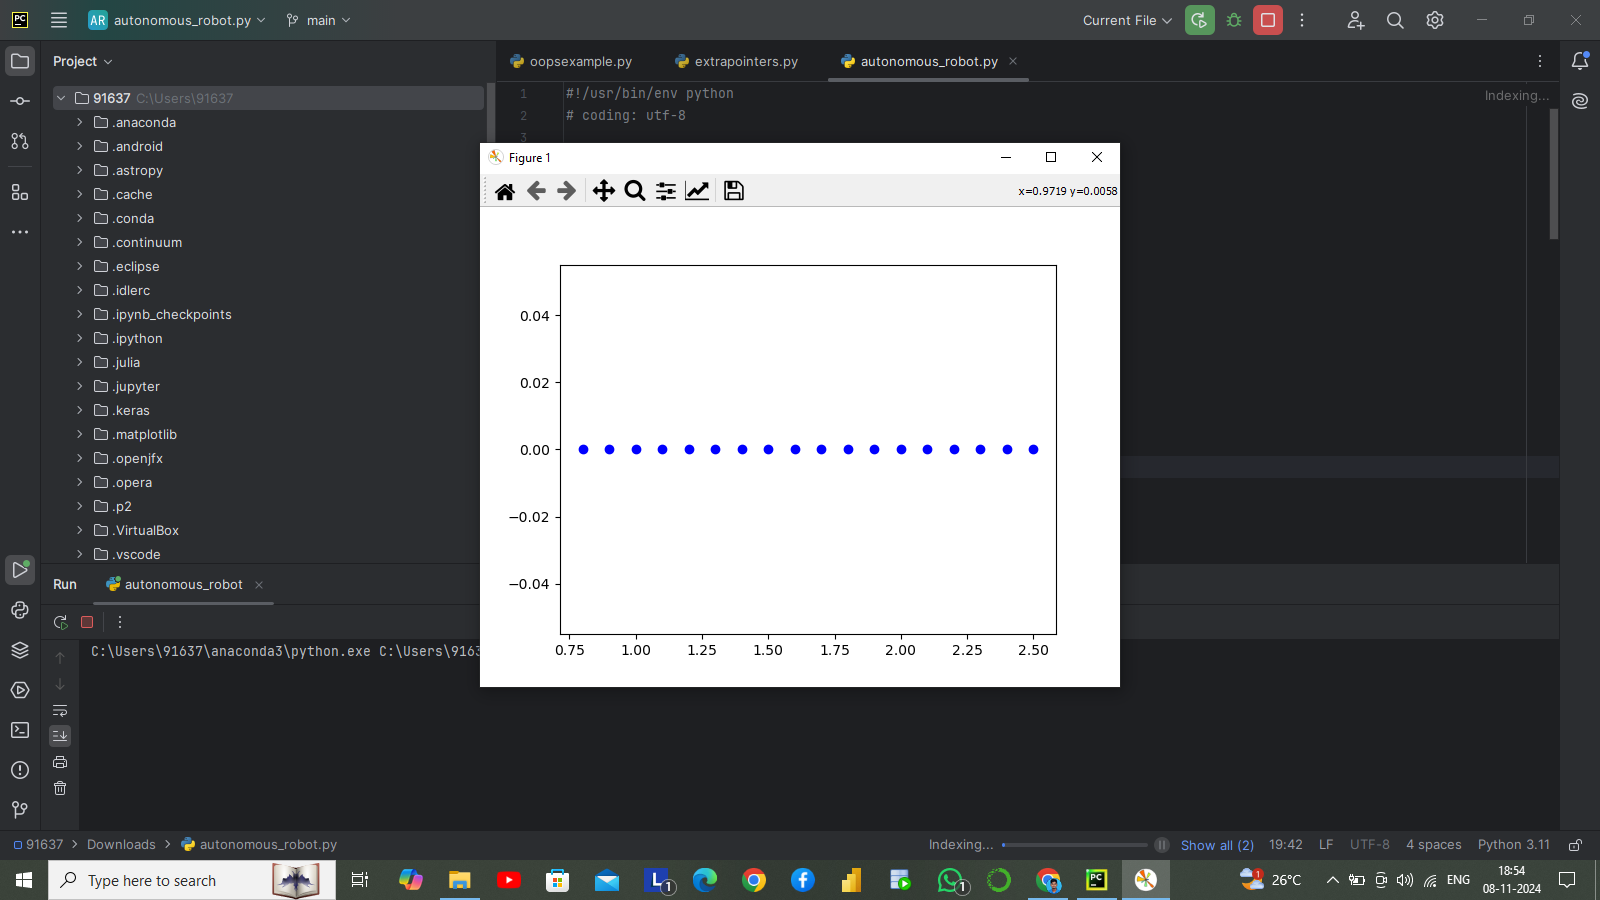 PC
AR autonomous_robot.py
main
Current File
Project
oopsexample.py
extrapointers.py
autonomous_robot.py
91637 C:\Users\91637
.anaconda
.android
.astropy
.cache
.conda
.continuum
.eclipse
.idlerc
.ipynb_checkpoints
.ipython
.julia
.jupyter
.keras
.matplotlib
.openjfx
.opera
.p2
.VirtualBox
.vscode
1 #!/usr/bin/env python
2 # coding: utf-8
3
Indexing...
Figure 1
x=0.9719 y=0.0058
0.04
0.02
0.00
−0.02
−0.04
0.75 1.00 1.25 1.50 1.75 2.00 2.25 2.50
Run autonomous_robot
C:\Users\91637\anaconda3\python.exe
91637 > Downloads > autonomous_robot.py
Indexing... Show all (2) 19:42 LF UTF-8 4 spaces Python 3.11
Type here to search
L 1
1
PC
1
26°C
ENG
18:54
08-11-2024